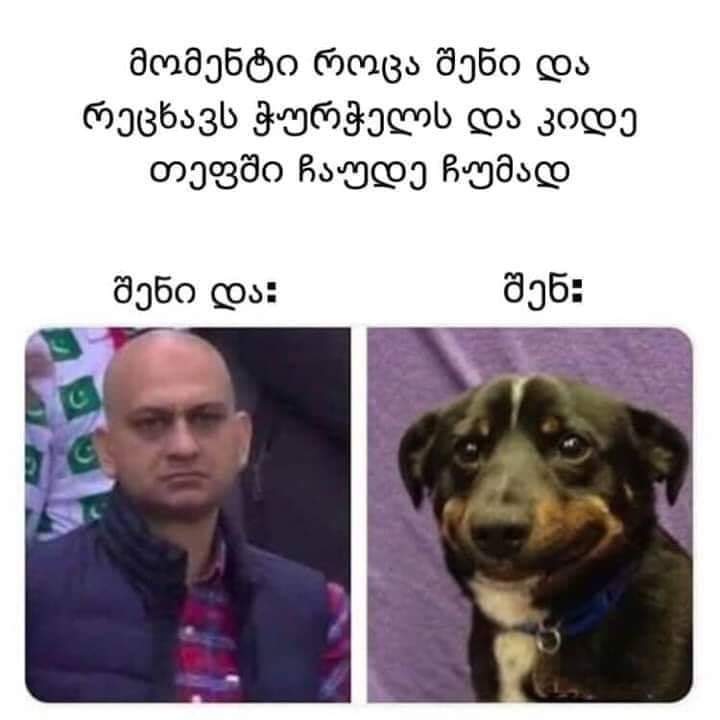 მომენტი როცა შენი და
რეცხავს ჭურჭელს და კიდე
თეფში ჩაუდე ჩუმად
შენი და:
შენ: